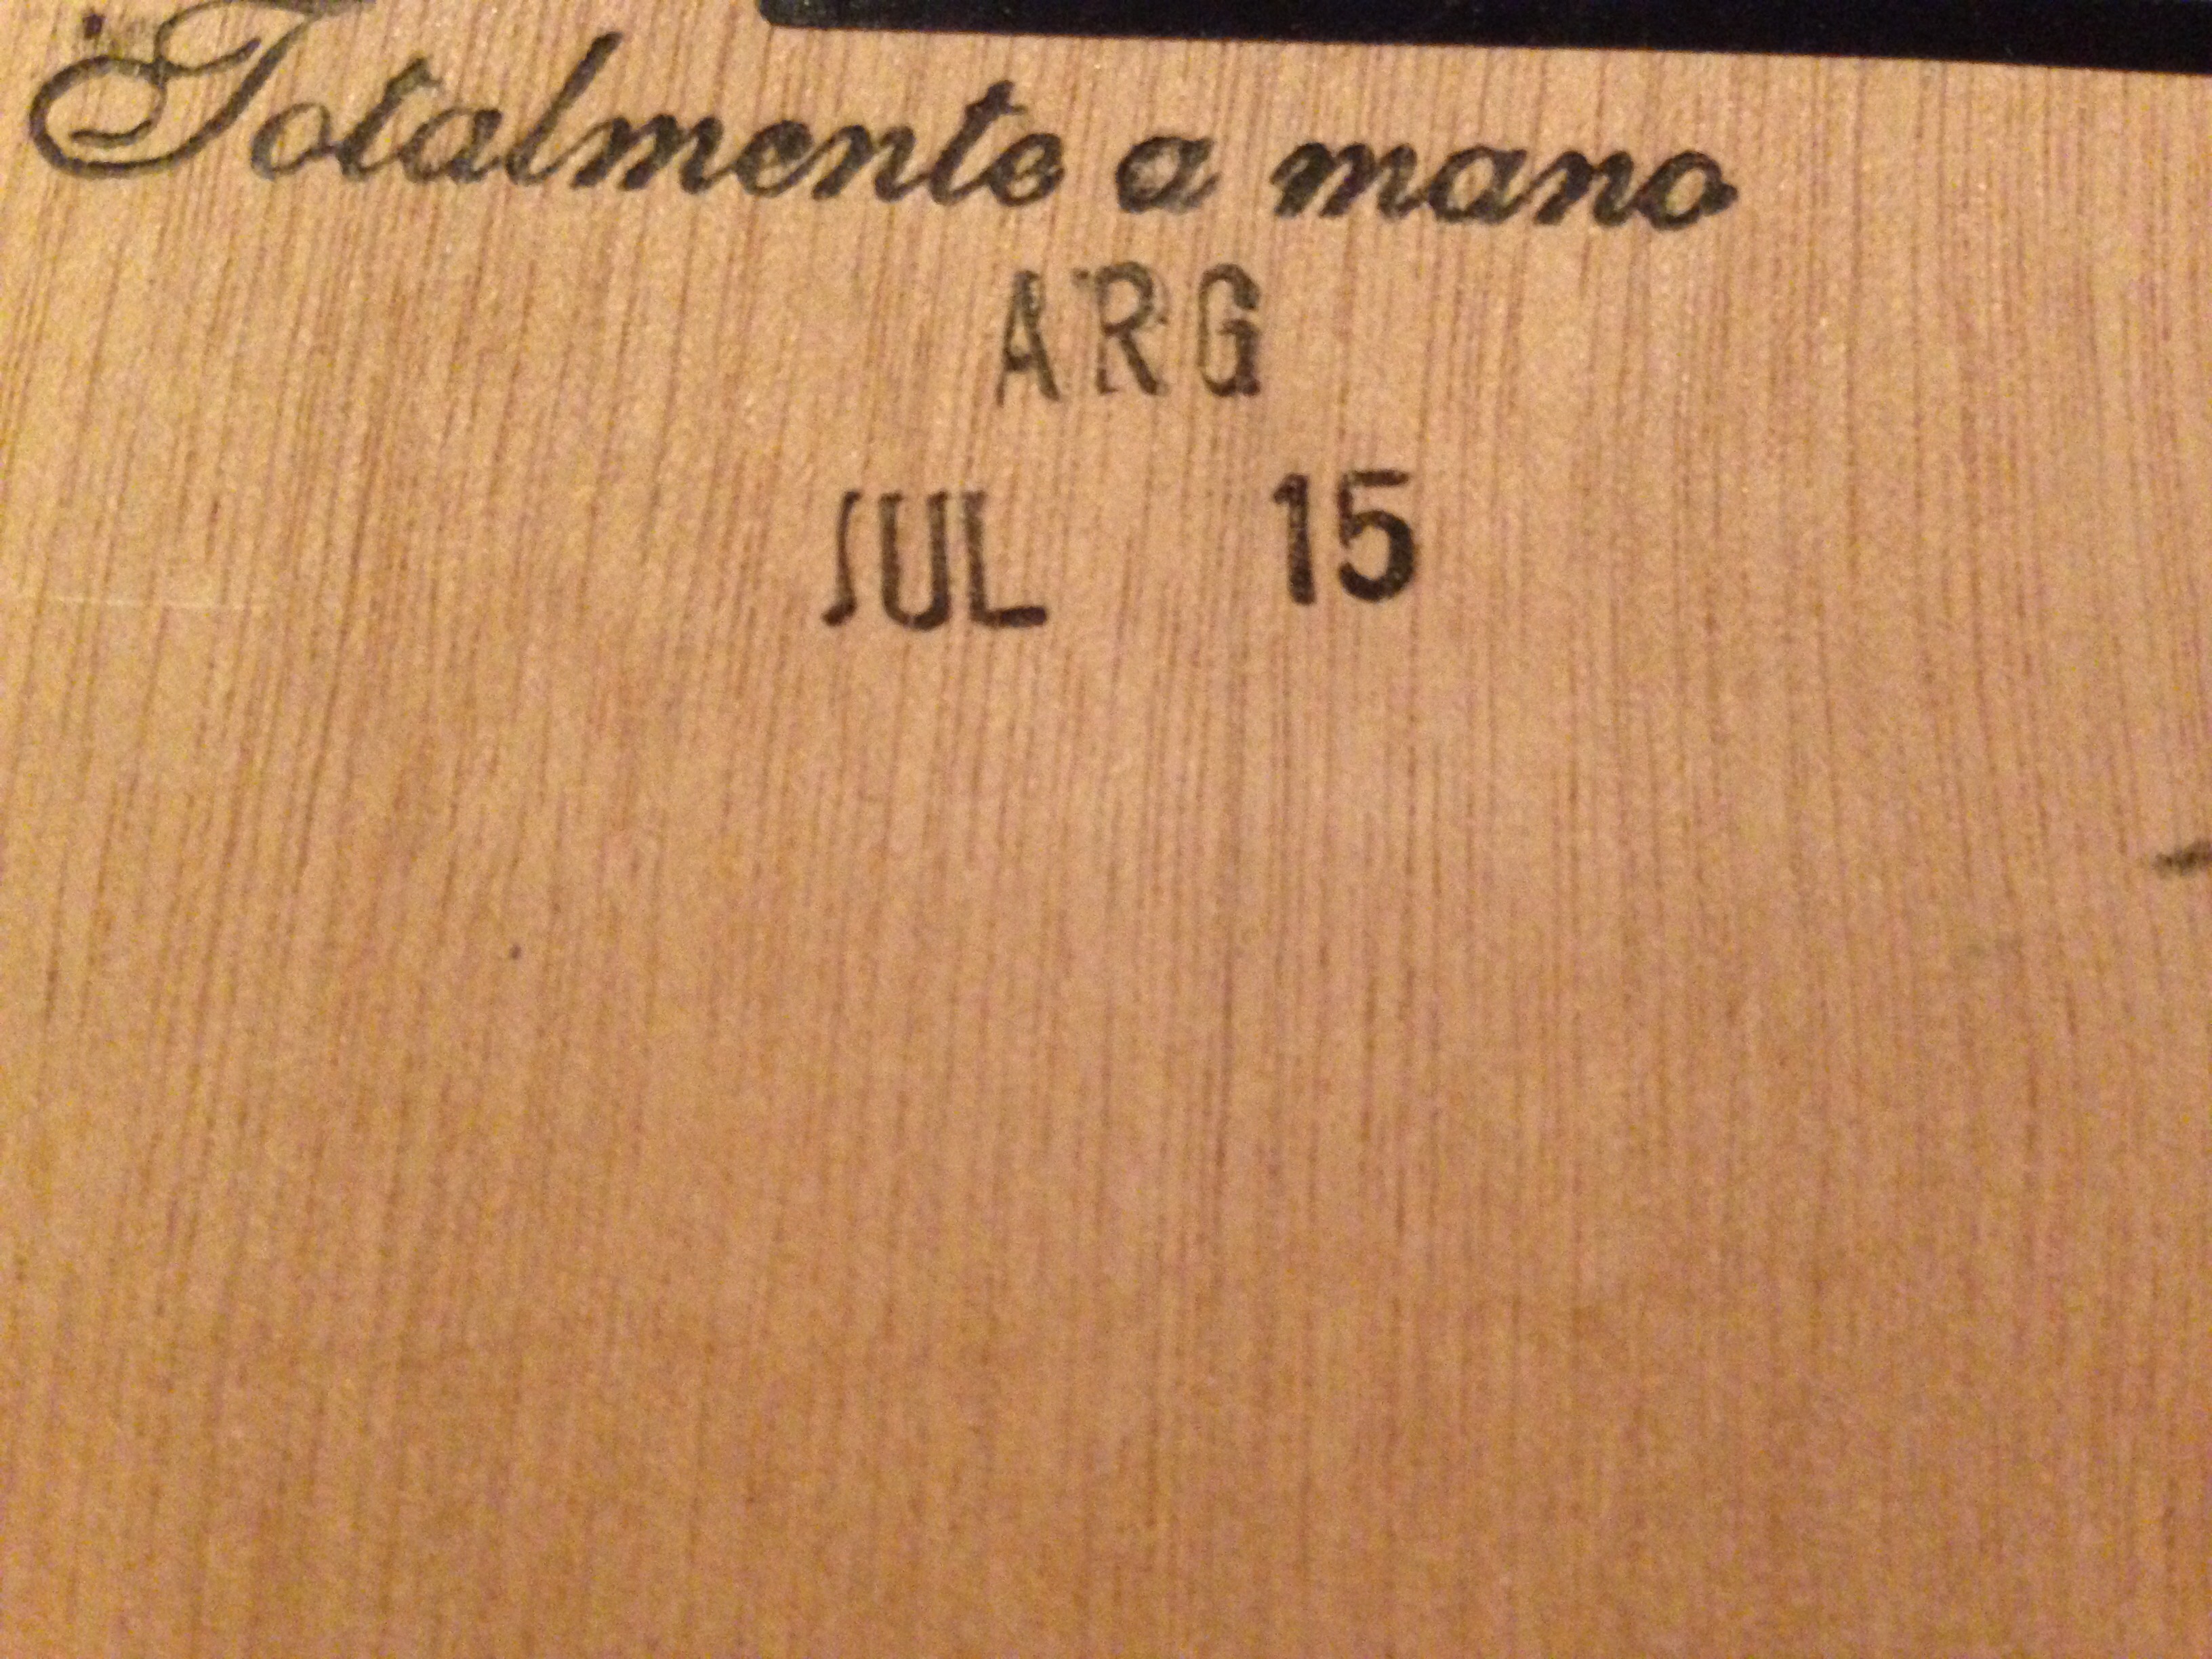 Totalmente a mano
ARG
JUL 15